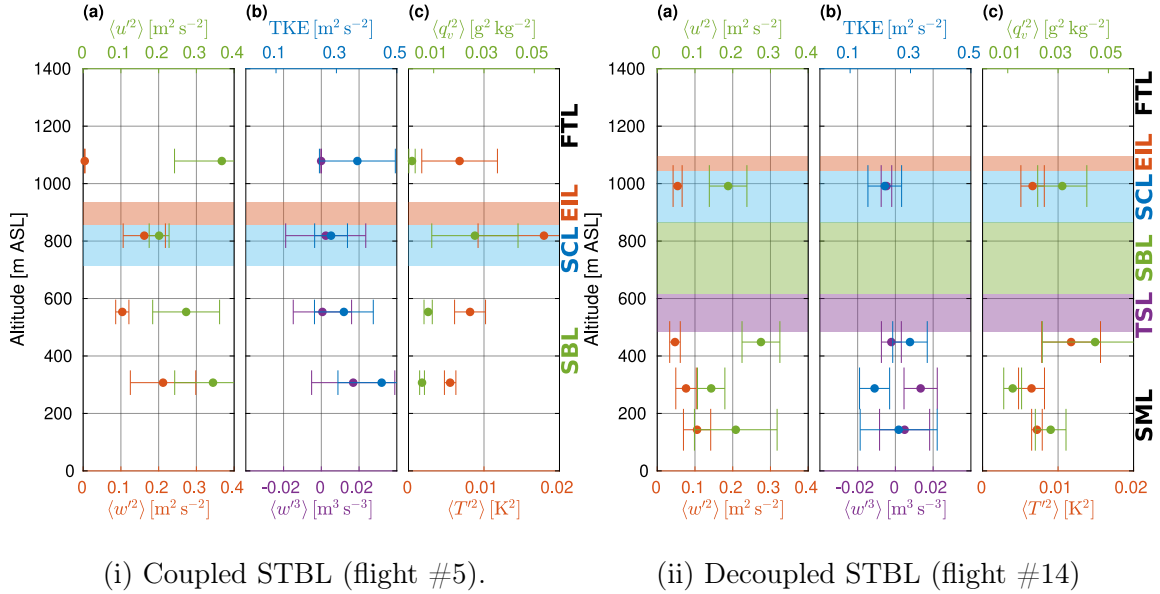 (a) (b) (c) (a) (b) (c)
⟨u′²⟩ [m² s⁻²] TKE [m² s⁻²] ⟨q_v′²⟩ [g² kg⁻²] ⟨u′²⟩ [m² s⁻²] TKE [m² s⁻²] ⟨q_v′²⟩ [g² kg⁻²]
0 0.1 0.2 0.3 0.4 0.1 0.3 0.5 0.01 0.03 0.05 0 0.1 0.2 0.3 0.4 0.1 0.3 0.5 0.01 0.03 0.05
1400 1400
1200 FTL 1200 FTL
1000 EIL 1000 EIL
800 SCL 800 SCL
Altitude [m ASL] Altitude [m ASL] SBL
600 600 TSL
400 SBL 400
200 200 SML
0 0
0 0.1 0.2 0.3 0.4 -0.02 0 0.02 0 0.01 0.02 0 0.1 0.2 0.3 0.4 -0.02 0 0.02 0 0.01 0.02
⟨w′²⟩ [m² s⁻²] ⟨w′³⟩ [m³ s⁻³] ⟨T′²⟩ [K²] ⟨w′²⟩ [m² s⁻²] ⟨w′³⟩ [m³ s⁻³] ⟨T′²⟩ [K²]
(i) Coupled STBL (flight #5). (ii) Decoupled STBL (flight #14)